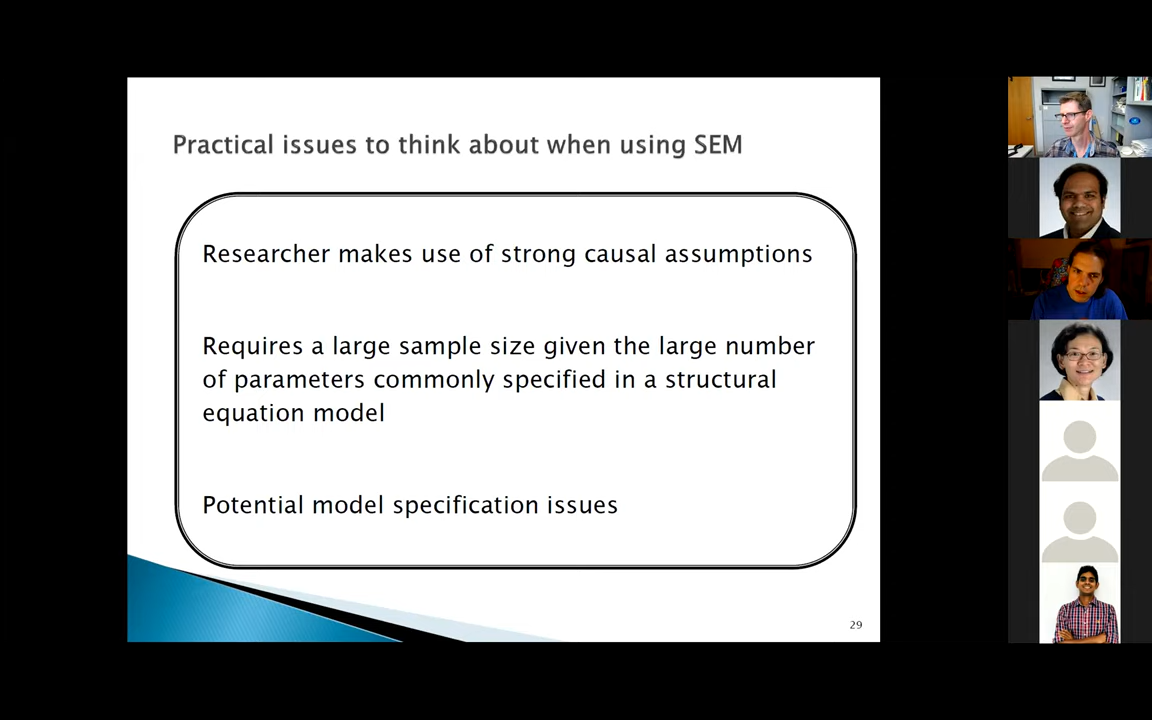 Practical issues to think about when using SEM
Researcher makes use of strong causal assumptions
Requires a large sample size given the large number
of parameters commonly specified in a structural
equation model
Potential model specification issues
29